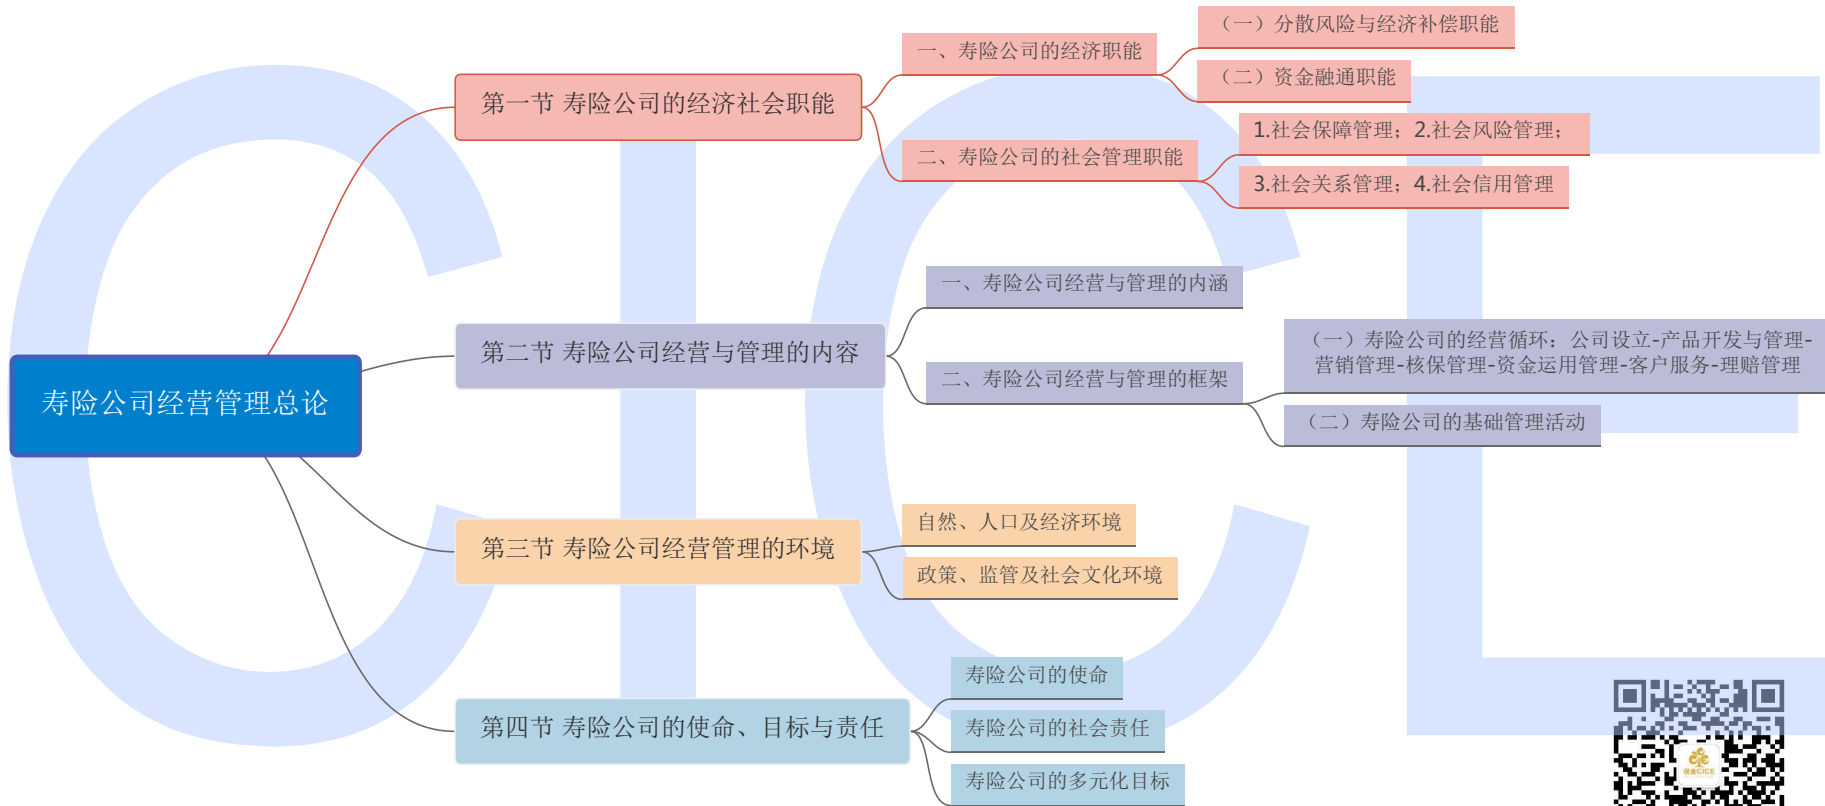 寿险公司经营管理总论
第一节 寿险公司的经济社会职能
一、寿险公司的经济职能
（一）分散风险与经济补偿职能
（二）资金融通职能
二、寿险公司的社会管理职能
1.社会保障管理；2.社会风险管理；
3.社会关系管理；4.社会信用管理
第二节 寿险公司经营与管理的内容
一、寿险公司经营与管理的内涵
二、寿险公司经营与管理的框架
（一）寿险公司的经营循环：公司设立-产品开发与管理-
营销管理-核保管理-资金运用管理-客户服务-理赔管理
（二）寿险公司的基础管理活动
第三节 寿险公司经营管理的环境
自然、人口及经济环境
政策、监管及社会文化环境
第四节 寿险公司的使命、目标与责任
寿险公司的使命
寿险公司的社会责任
寿险公司的多元化目标
CICE